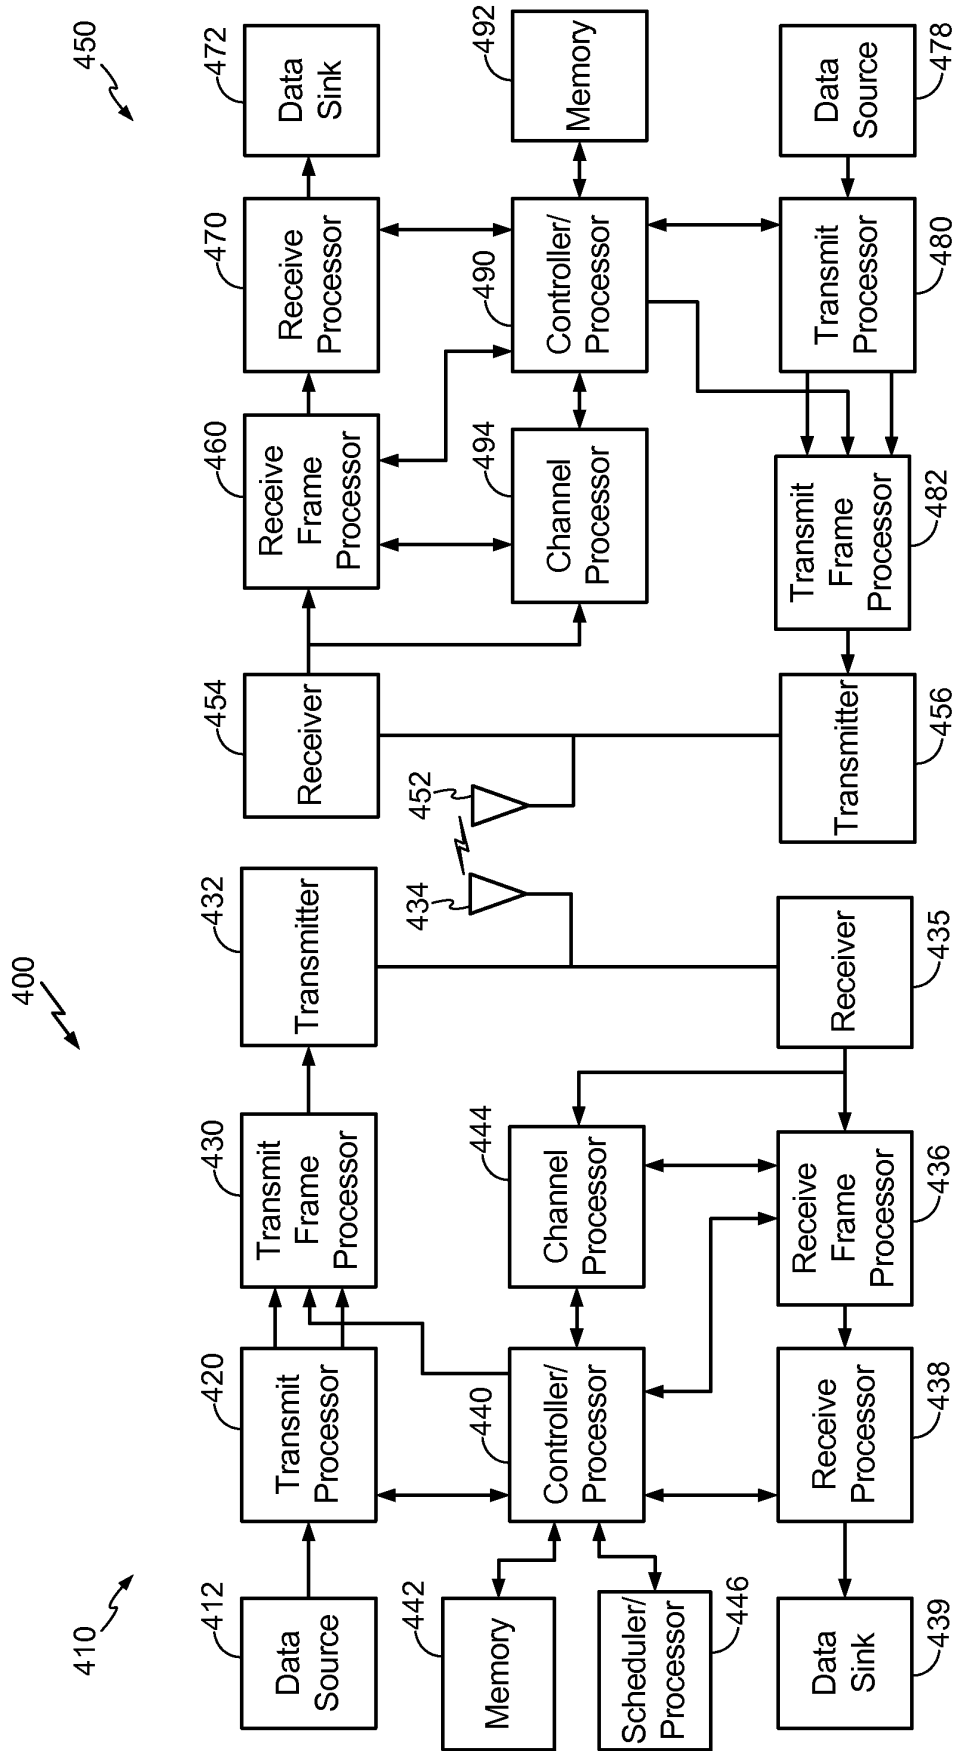 400
410
412
Data
Source
420
Transmit
Processor
430
Transmit
Frame
Processor
432
Transmitter
442
Memory
Scheduler/
Processor
446
440
Controller/
Processor
444
Channel
Processor
434
Data
Sink
439
Receive
Processor
438
Receive
Frame
Processor
436
Receiver
435
450
454
Receiver
460
Receive
Frame
Processor
470
Receive
Processor
472
Data
Sink
452
494
Channel
Processor
490
Controller/
Processor
492
Memory
Transmitter
456
Transmit
Frame
Processor
482
Transmit
Processor
480
Data
Source
478